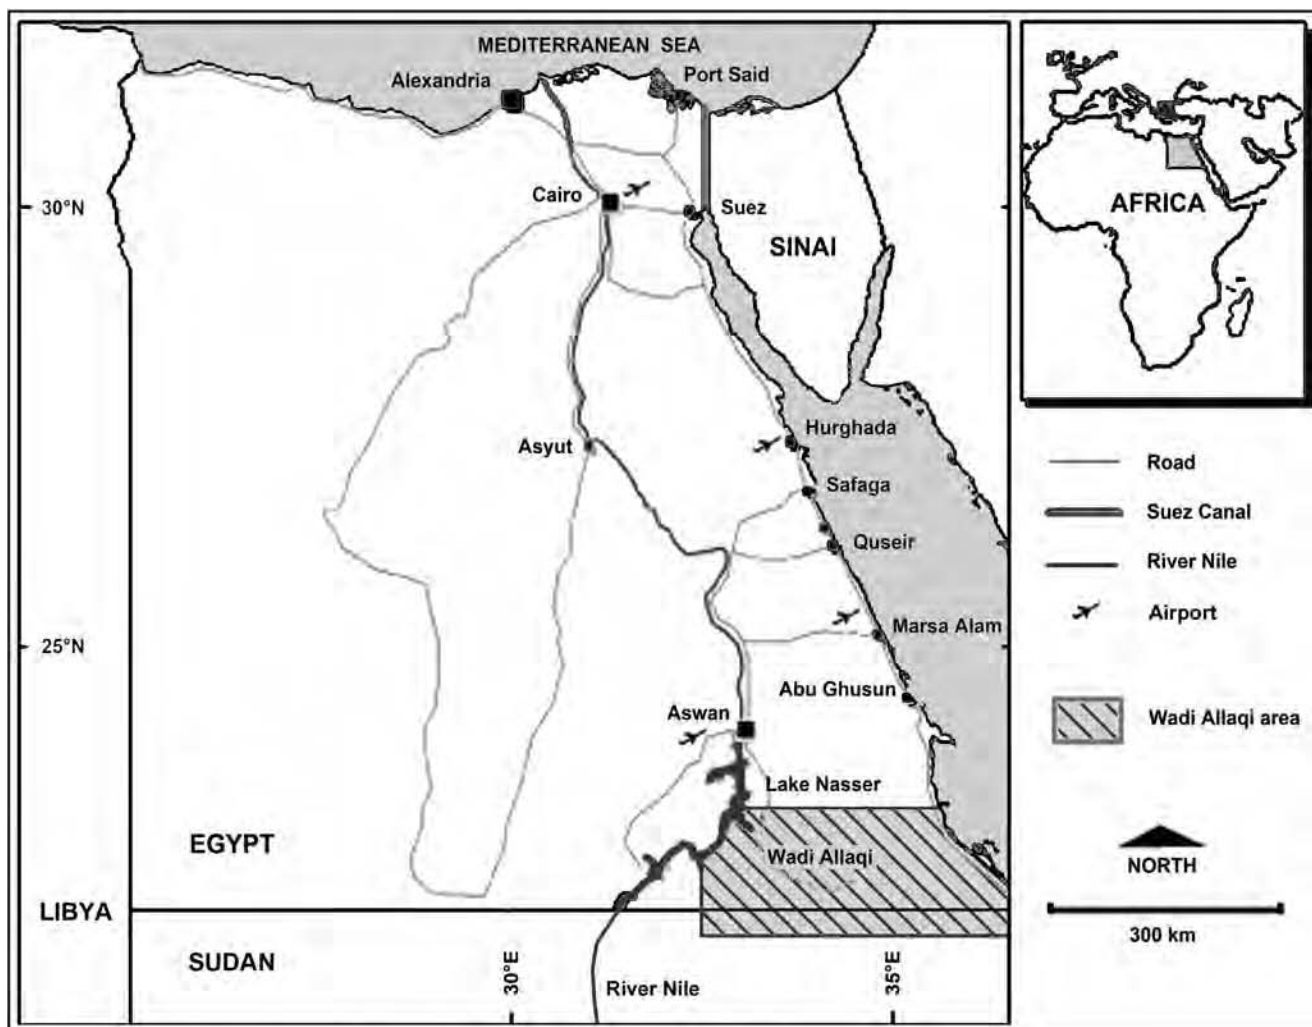 MEDITERRANEAN SEA
Alexandria
Port Said
30°N
Cairo
Suez
SINAI
Asyut
Hurghada
Safaga
Quseir
25°N
Marsa Alam
Abu Ghusun
Aswan
Lake Nasser
Wadi Allaqi
EGYPT
LIBYA
SUDAN
30°E
35°E
River Nile
AFRICA
Road
Suez Canal
River Nile
Airport
Wadi Allaqi area
NORTH
300 km